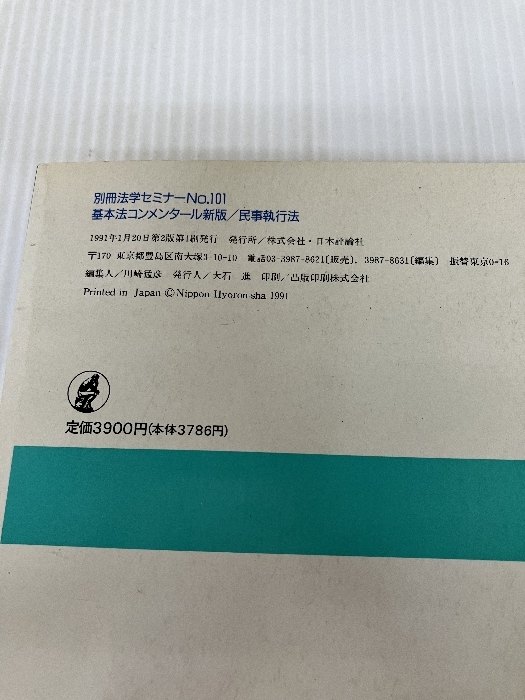 別冊法学セミナーNo.101
基本法コンメンタール新版/民事執行法
1991年1月20日第2版第1刷発行 発行所/株式会社・日本評論社
〒170 東京都豊島区南大塚3-10-10 電話03-3987-8621[販売]. 3987-8631[編集] 振替東京0-16
編集人/川崎 発行人/大石 進 印刷/凸版印刷株式会社
Printed in Japan ©Nippon Hyoron-sha 1991
定価3900円(本体3786円)